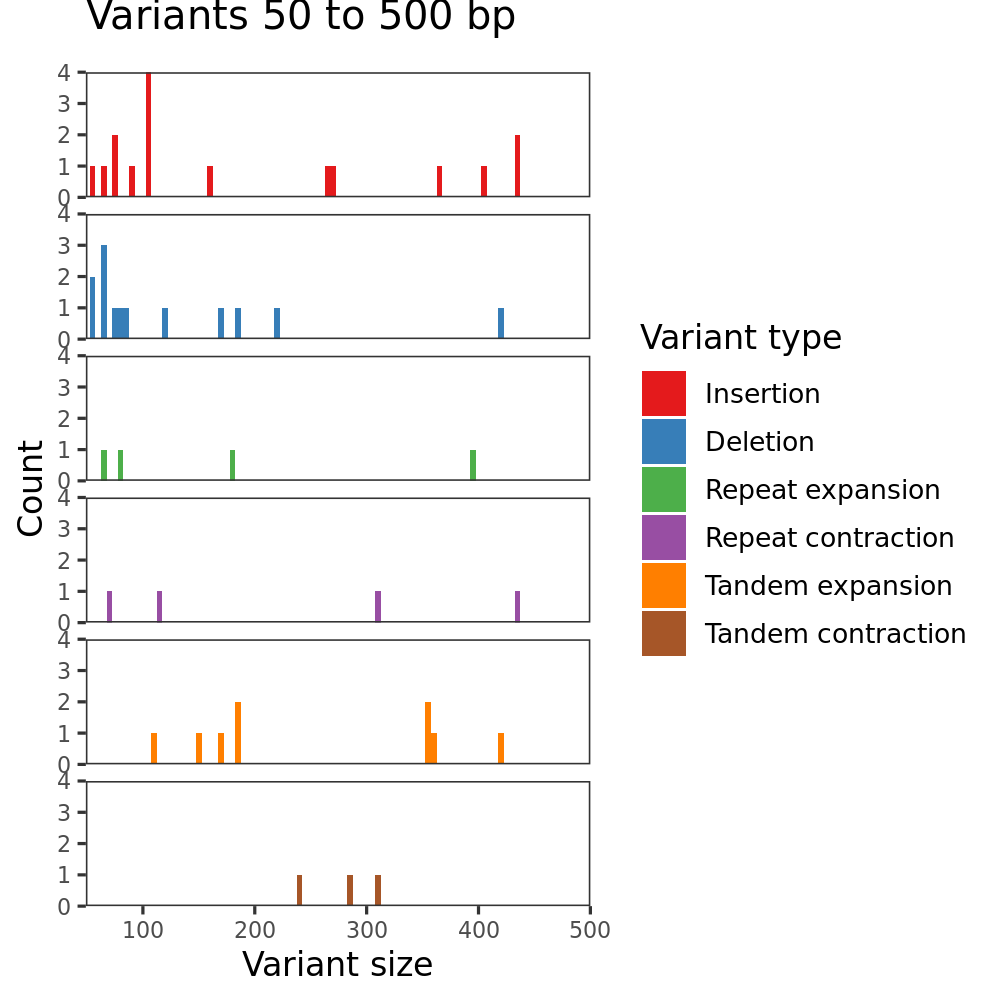 Variants 50 to 500 bp
Count
4
3
2
1
0
4
3
2
1
0
4
3
2
1
0
4
3
2
1
0
4
3
2
1
0
4
3
2
1
0
100 200 300 400 500
Variant size
Variant type
Insertion
Deletion
Repeat expansion
Repeat contraction
Tandem expansion
Tandem contraction